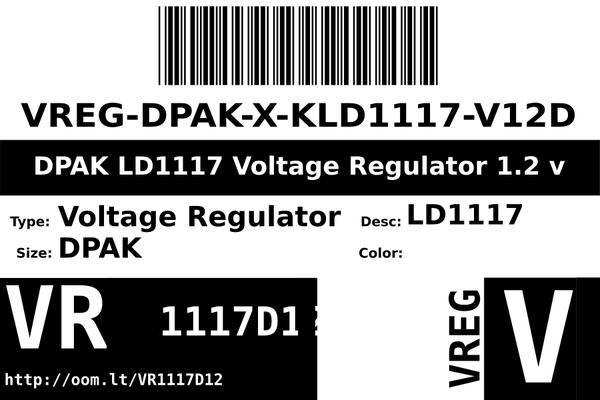 VREG-DPAK-X-KLD1117-V12D
DPAK LD1117 Voltage Regulator 1.2 v
Type: Voltage Regulator Desc: LD1117
Size: DPAK Color:
VR 1117D1
http://oom.lt/VR1117D12
VREG
V